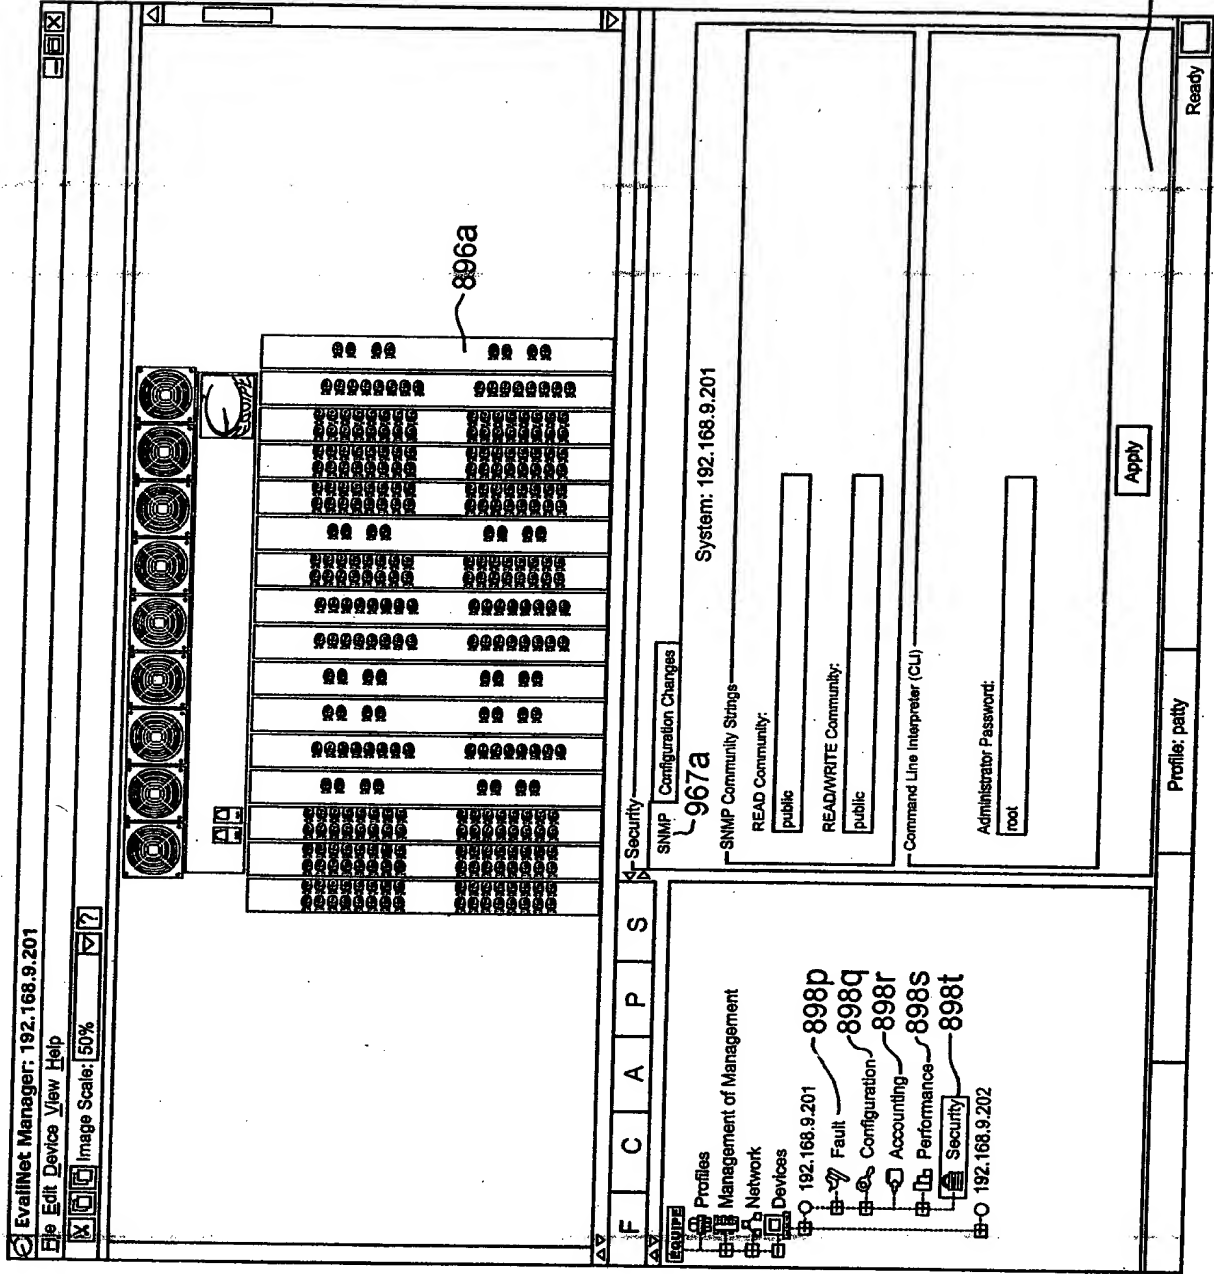 EvaliNet Manager: 192.168.9.201
File Edit Device View Help
Image Scale: 50% ?
896a
F C A P S
EQUIPE
Profiles
Management of Management
Network
Devices
192.168.9.201
898p
Fault
898q
Configuration
898r
Accounting
898s
Performance
898t
Security
192.168.9.202
Security
SNMP Configuration Changes
967a
System: 192.168.9.201
SNMP Community Strings
READ Community:
public
READ/WRITE Community:
public
Command Line Interpreter (CLI)
Administrator Password:
root
Apply
Profile: patty
Ready